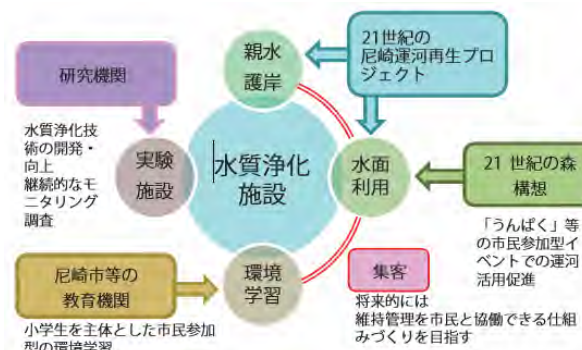 21世紀の
尼崎運河再生プロ
ジェクト
親水
護岸
研究機関
水質浄化技
術の開発・
向上
継続的なモ
ニタリング
調査
実験
施設
水質浄化
施設
水面
利用
21 世紀の森
構想
「うんぱく」等
の市民参加型イ
ベントでの運河
活用促進
尼崎市等の
教育機関
小学生を主体とした市民参加
型の環境学習
環境
学習
集客
将来的には
維持管理を市民と協働できる仕組
みづくりを目指す